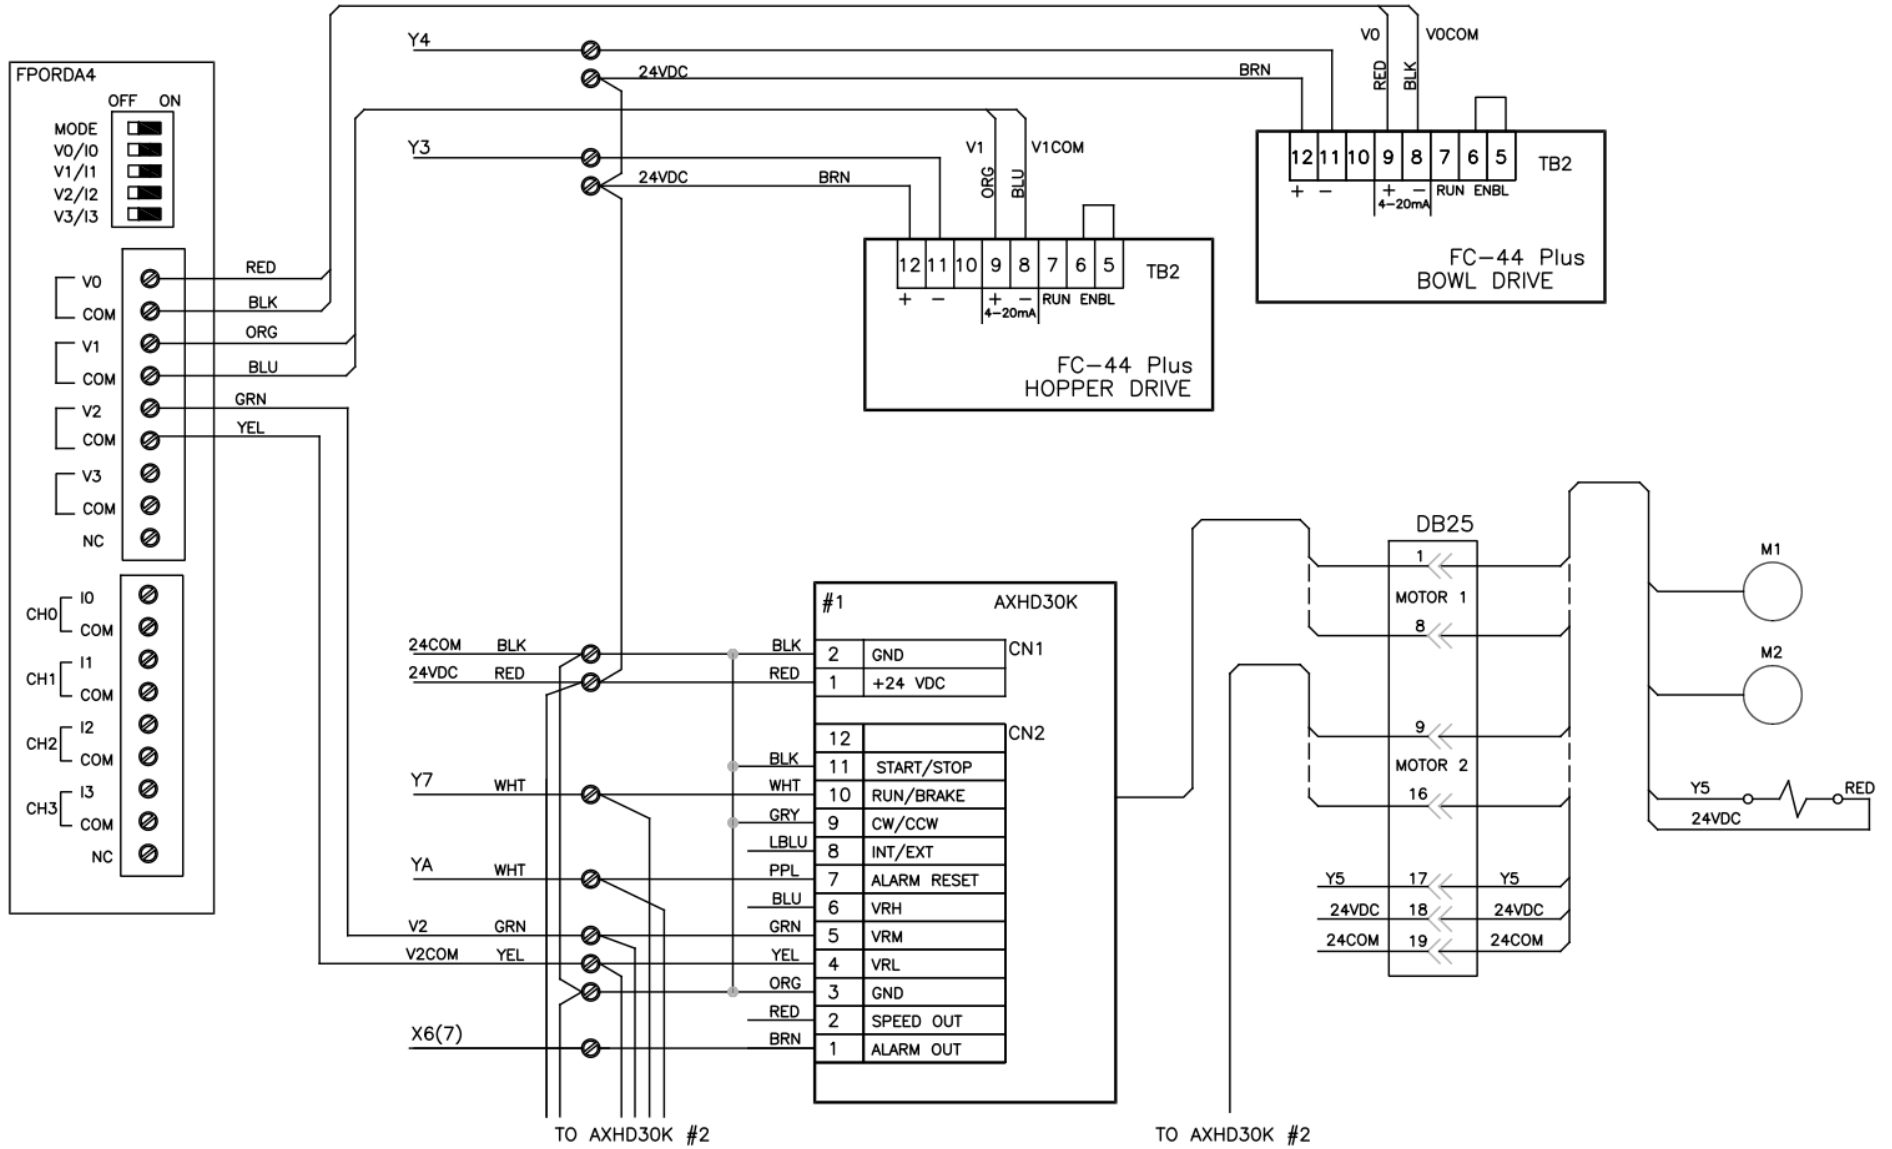 FPORDA4
OFF ON
MODE
V0/I0
V1/I1
V2/I2
V3/I3
V0
COM
V1
COM
V2
COM
V3
COM
NC
CH0
I0
COM
CH1
I1
COM
CH2
I2
COM
CH3
I3
COM
NC
RED
BLK
ORG
BLU
GRN
YEL
Y4
24VDC
BRN
V0
V0COM
RED
BLK
12 11 10 9 8 7 6 5
TB2
+ − + − RUN ENBL
4−20mA
FC−44 Plus
BOWL DRIVE
Y3
24VDC
BRN
V1
V1COM
ORG
BLU
12 11 10 9 8 7 6 5
TB2
+ − + − RUN ENBL
4−20mA
FC−44 Plus
HOPPER DRIVE
24COM BLK
24VDC RED
Y7 WHT
YA WHT
V2 GRN
V2COM YEL
X6(7)
#1 AXHD30K
CN1
BLK 2 GND
RED 1 +24 VDC
CN2
12
BLK 11 START/STOP
WHT 10 RUN/BRAKE
GRY 9 CW/CCW
LBLU 8 INT/EXT
PPL 7 ALARM RESET
BLU 6 VRH
GRN 5 VRM
YEL 4 VRL
ORG 3 GND
RED 2 SPEED OUT
BRN 1 ALARM OUT
TO AXHD30K #2
TO AXHD30K #2
DB25
1
MOTOR 1
8
9
MOTOR 2
16
Y5 17 Y5
24VDC 18 24VDC
24COM 19 24COM
M1
M2
Y5 RED
24VDC